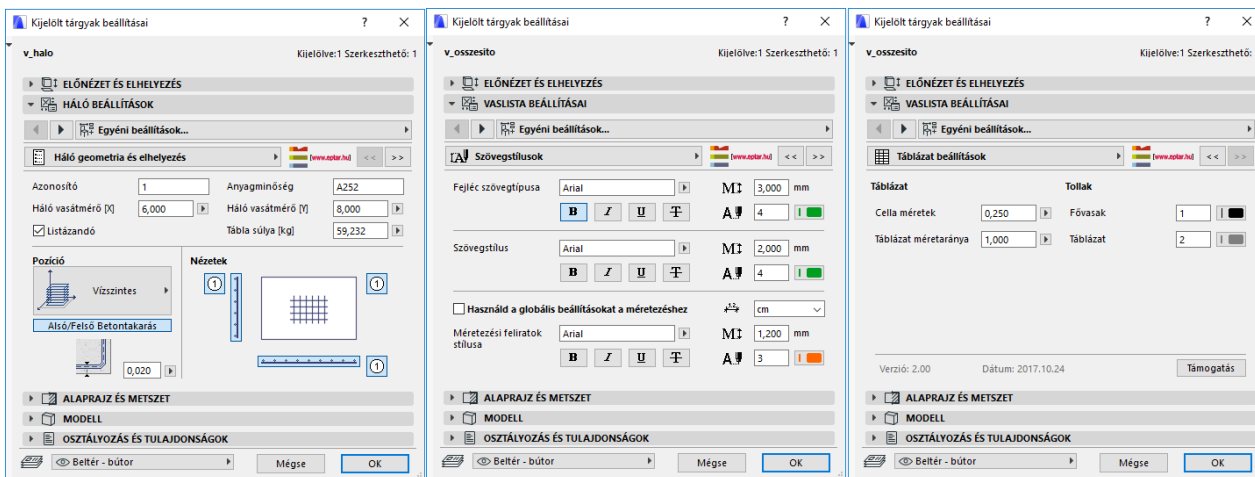 Kijelölt tárgyak beállításai
v_halo Kijelölve:1 Szerkeszthető: 1
ELŐNÉZET ÉS ELHELYEZÉS
HÁLÓ BEÁLLÍTÁSOK
Egyéni beállítások...
Háló geometria és elhelyezés [www.eptar.hu] << >>
Azonosító 1 Anyagminőség A252
Háló vasátmérő [X] 6,000 Háló vasátmérő [Y] 8,000
Listázandó Tábla súlya [kg] 59,232
Pozíció Nézetek
Vízszintes 1 1
Alsó/Felső Betontakarás
0,020 1
ALAPRAJZ ÉS METSZET
MODELL
OSZTÁLYOZÁS ÉS TULAJDONSÁGOK
Beltér - bútor Mégse OK
Kijelölt tárgyak beállításai
v_osszesito Kijelölve:1 Szerkeszthető: 1
ELŐNÉZET ÉS ELHELYEZÉS
VASLISTA BEÁLLÍTÁSAI
Egyéni beállítások...
Szövegstílusok [www.eptar.hu] << >>
Fejléc szövegtípusa Arial 3,000 mm
B I U T 4
Szövegstílus Arial 2,000 mm
B I U T 4
Használd a globális beállításokat a méretezéshez cm
Méretezési feliratok stílusa Arial 1,200 mm
B I U T 3
ALAPRAJZ ÉS METSZET
MODELL
OSZTÁLYOZÁS ÉS TULAJDONSÁGOK
Beltér - bútor Mégse OK
Kijelölt tárgyak beállításai
v_osszesito Kijelölve:1 Szerkeszthető:
ELŐNÉZET ÉS ELHELYEZÉS
VASLISTA BEÁLLÍTÁSAI
Egyéni beállítások...
Táblázat beállítások [www.eptar.hu] << >>
Táblázat Tollak
Cella méretek 0,250 Fővasak 1
Táblázat méretaránya 1,000 Táblázat 2
Verzió: 2.00 Dátum: 2017.10.24 Támogatás
ALAPRAJZ ÉS METSZET
MODELL
OSZTÁLYOZÁS ÉS TULAJDONSÁGOK
Beltér - bútor Mégse OK